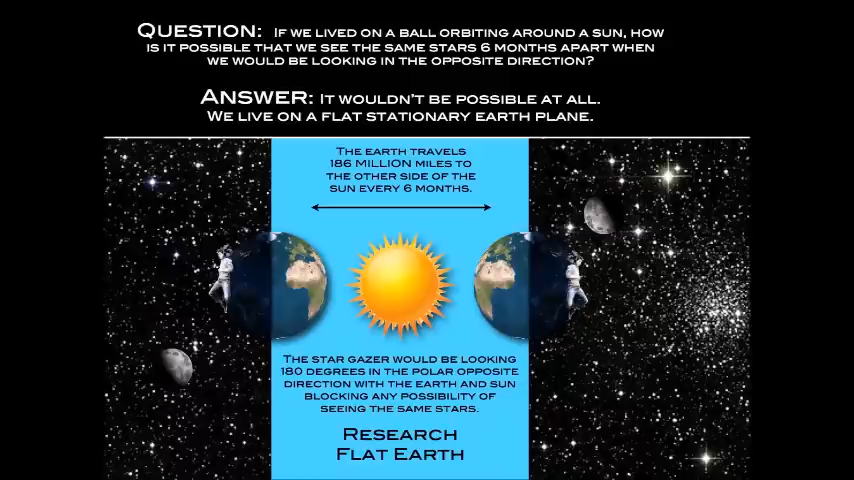 QUESTION: IF WE LIVED ON A BALL ORBITING AROUND A SUN, HOW
IS IT POSSIBLE THAT WE SEE THE SAME STARS 6 MONTHS APART WHEN
WE WOULD BE LOOKING IN THE OPPOSITE DIRECTION?
ANSWER: IT WOULDN'T BE POSSIBLE AT ALL.
WE LIVE ON A FLAT STATIONARY EARTH PLANE.
THE EARTH TRAVELS
186 MILLION MILES TO
THE OTHER SIDE OF THE
SUN EVERY 6 MONTHS.
THE STAR GAZER WOULD BE LOOKING
180 DEGREES IN THE POLAR OPPOSITE
DIRECTION WITH THE EARTH AND SUN
BLOCKING ANY POSSIBILITY OF
SEEING THE SAME STARS.
RESEARCH
FLAT EARTH